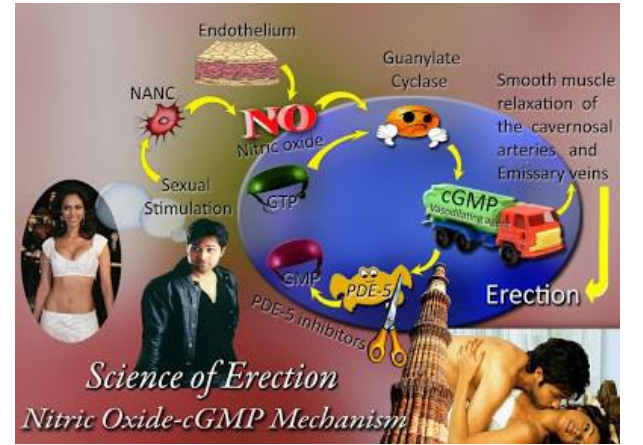 Endothelium
NANC
NO
Nitric oxide
Guanylate
Cyclase
Smooth muscle
relaxation of
the cavernosal
arteries and
Emissary veins
Sexual
Stimulation
GTP
cGMP
Vasodilating agent
GMP
PDE-5
PDE-5 inhibitors
Erection
Science of Erection
Nitric Oxide-cGMP Mechanism